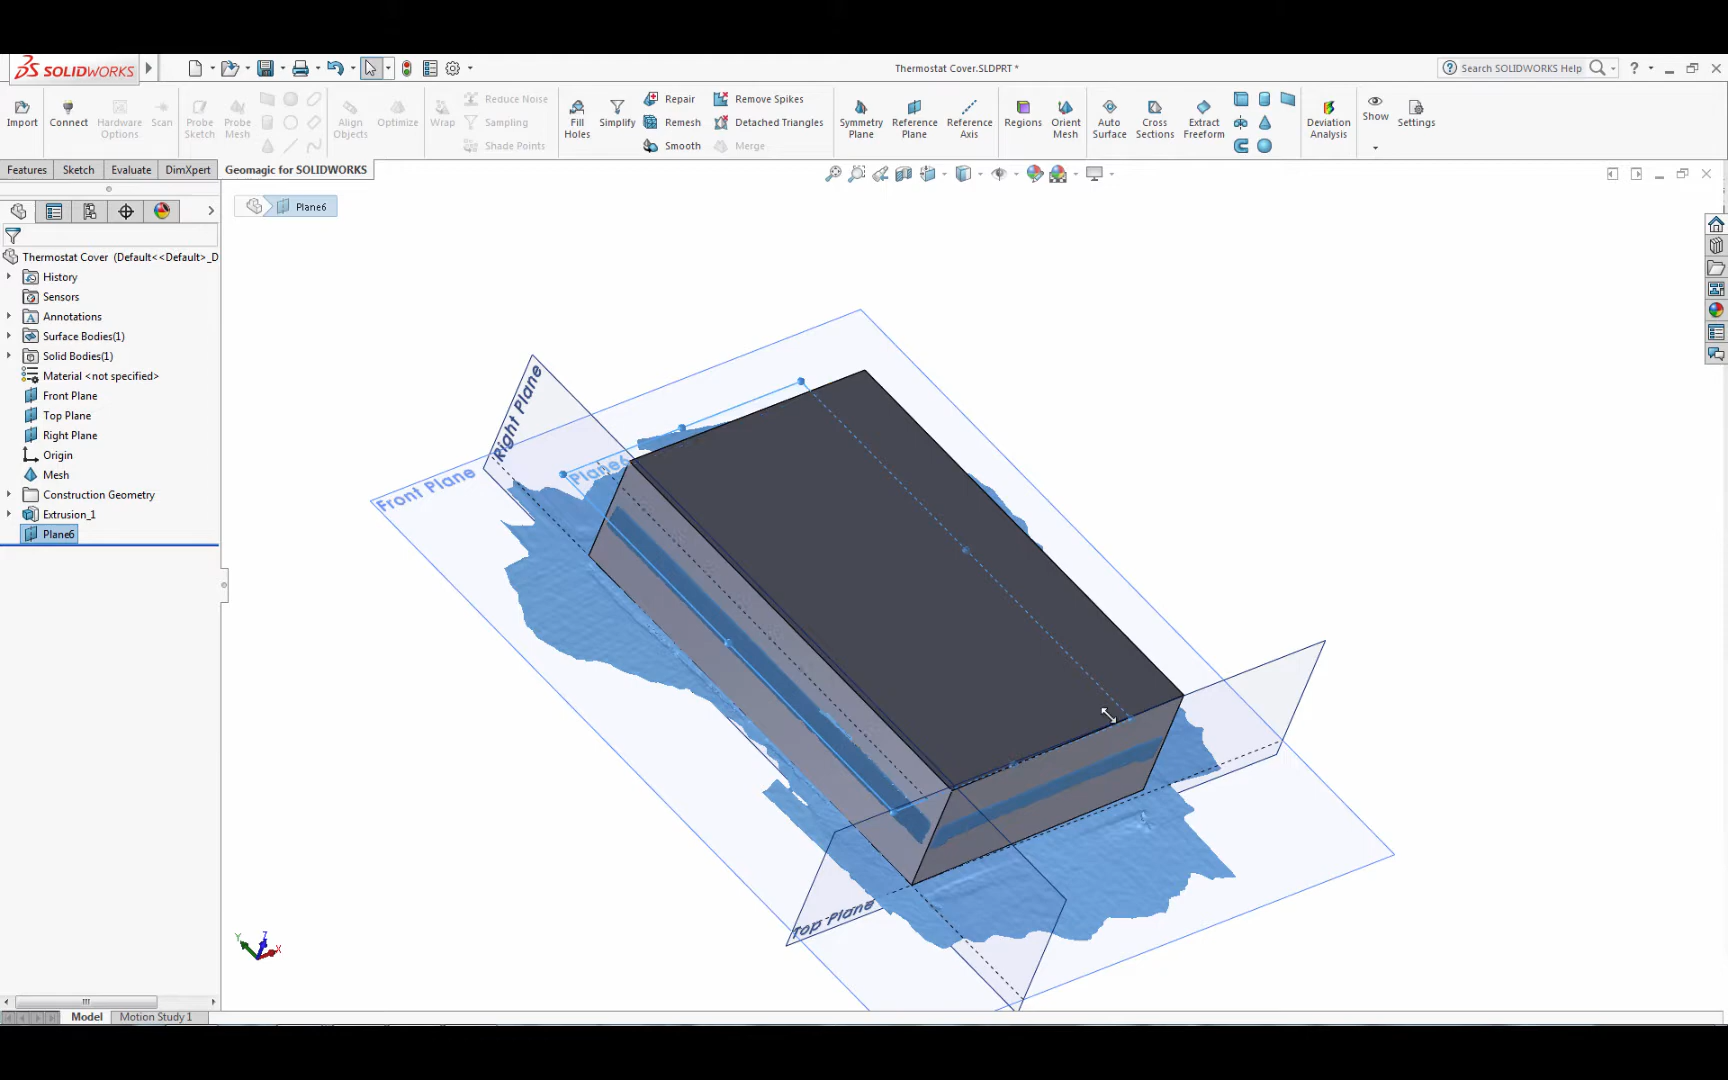 SOLIDWORKS
Thermostat Cover.SLDPRT *
Search SOLIDWORKS Help
Import
Connect
Hardware Options
Scan
Probe Sketch
Probe Mesh
Align Objects
Optimize
Wrap
Reduce Noise
Sampling
Shade Points
Fill Holes
Simplify
Repair
Remesh
Smooth
Remove Spikes
Detached Triangles
Merge
Symmetry Plane
Reference Plane
Reference Axis
Regions
Orient Mesh
Auto Surface
Cross Sections
Extract Freeform
Deviation Analysis
Show
Settings
Features
Sketch
Evaluate
DimXpert
Geomagic for SOLIDWORKS
Plane6
Thermostat Cover (Default<<Default>_D
History
Sensors
Annotations
Surface Bodies(1)
Solid Bodies(1)
Material <not specified>
Front Plane
Top Plane
Right Plane
Origin
Mesh
Construction Geometry
Extrusion_1
Plane6
Right Plane
Front Plane
Plane6
Top Plane
Y
Z
X
Model
Motion Study 1